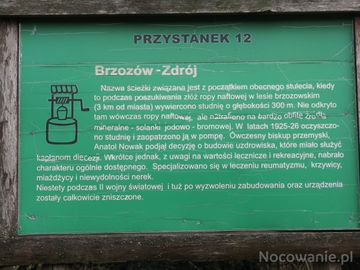 PRZYSTANEK 12
Brzozów -Zdrój
Nazwa ścieżki związana jest z początkiem obecnego stulecia, kiedy
to podczas poszukiwania złóż ropy naftowej w lesie brzozowskim
(3 km od miasta) wywiercono studnię o głębokości 300 m. Nie odkryto
tam wówczas ropy naftowej, ale natrafiono na bardzo obfite źródła
mineralne - solanki jodowo - bromowej. W latach 1925-26 oczyszczo-
no studnię i zaopatrzono ją w pompę. Ówczesny biskup przemyski,
Anatol Nowak podjął decyzję o budowie uzdrowiska, które miało służyć
kapłanom diecezji. Wkrótce jednak, z uwagi na wartości lecznicze i rekreacyjne, nabrało
charakteru ogólnie dostępnego. Specjalizowano się w leczeniu reumatyzmu, krzywicy,
miażdżycy i niewydolności nerek.
Niestety podczas II wojny światowej i tuż po wyzwoleniu zabudowania oraz urządzenia
zostały całkowicie zniszczone.
Nocowanie.pl